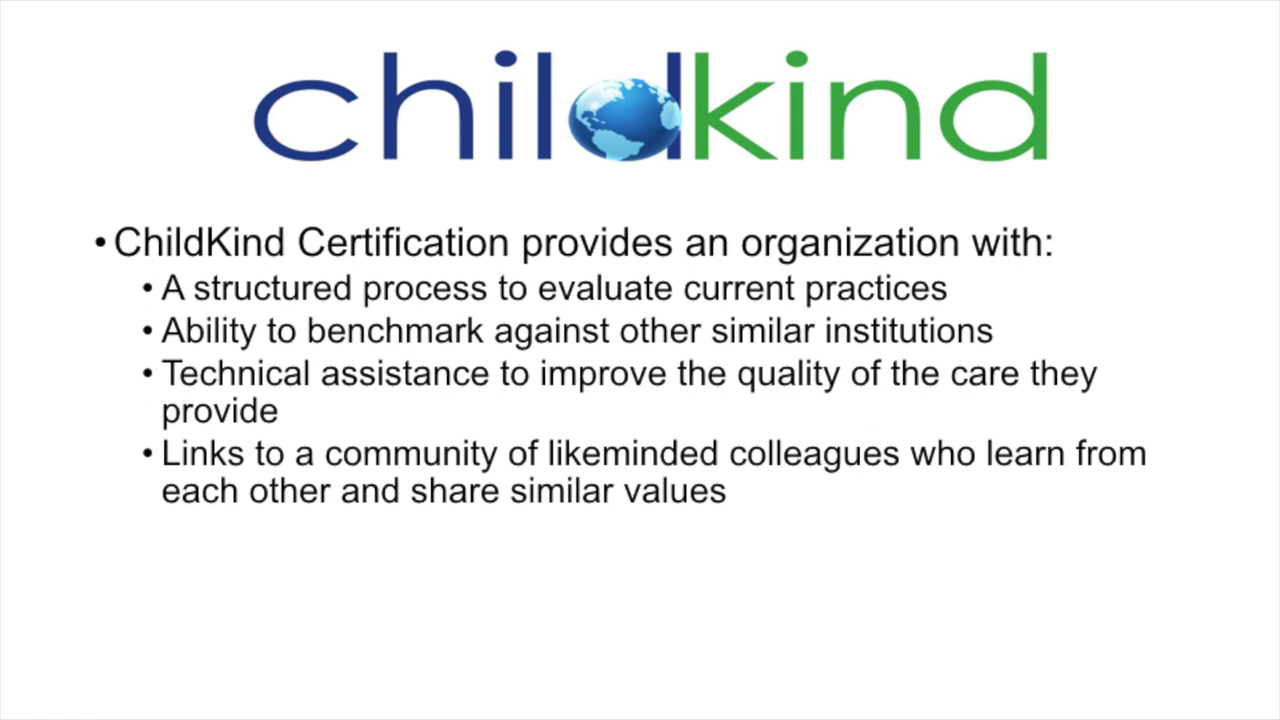 childkind
• ChildKind Certification provides an organization with:
• A structured process to evaluate current practices
• Ability to benchmark against other similar institutions
• Technical assistance to improve the quality of the care they
provide
• Links to a community of likeminded colleagues who learn from
each other and share similar values